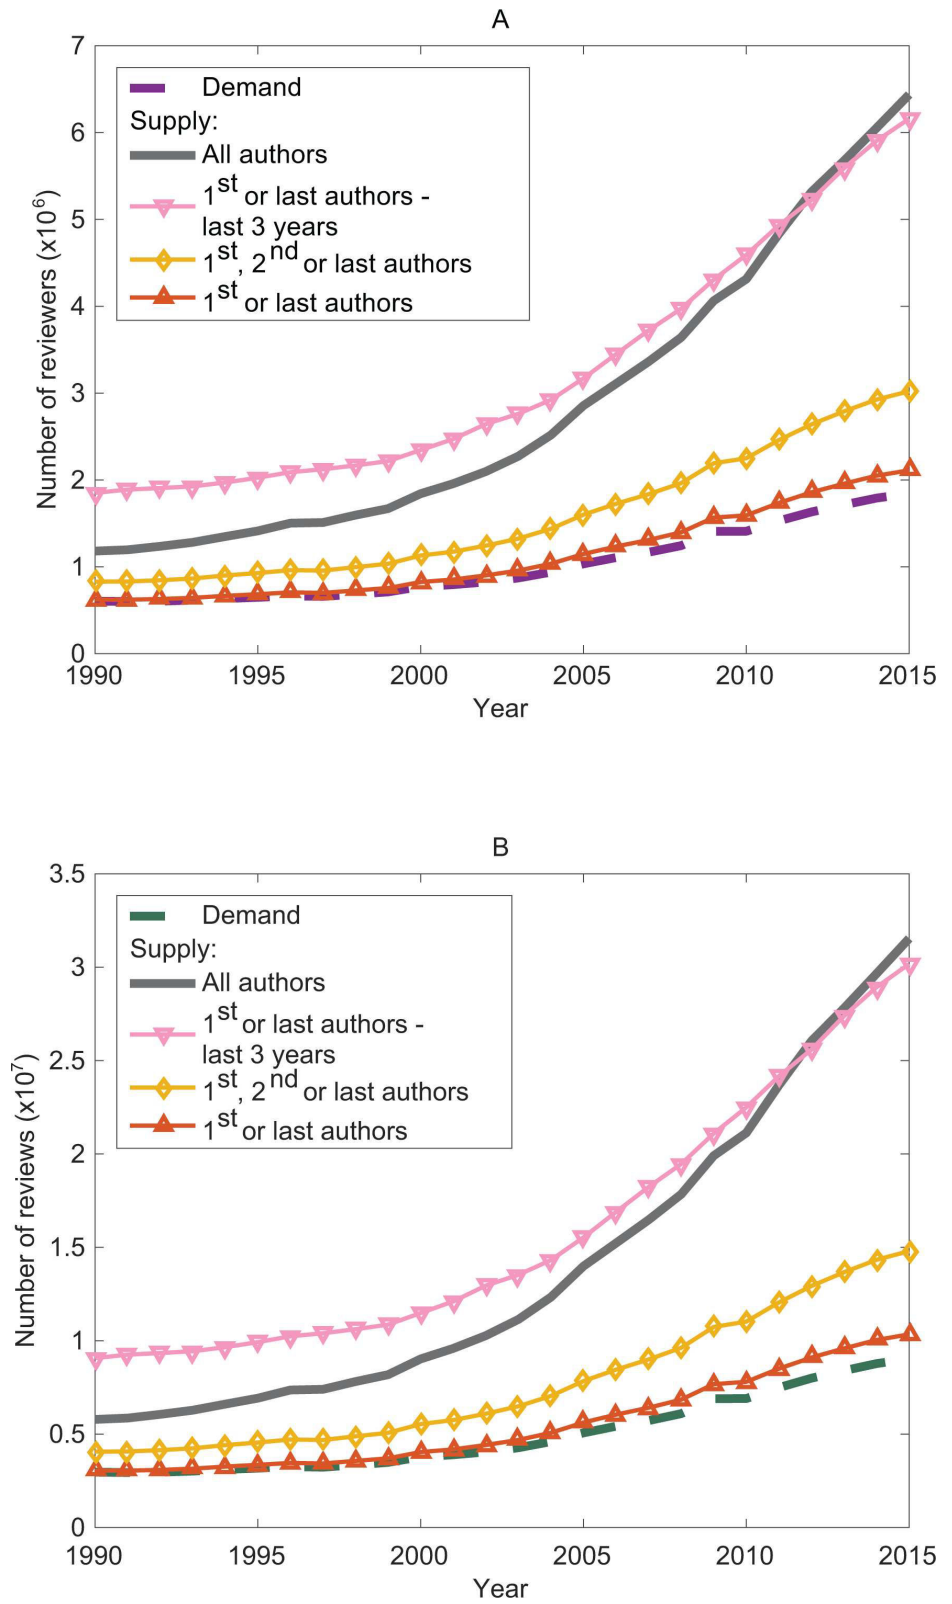 A
7
6
5
4
3
2
1
0
Number of reviewers (x10^6)
Demand
Supply:
All authors
1st or last authors -
last 3 years
1st, 2nd or last authors
1st or last authors
1990 1995 2000 2005 2010 2015
Year
B
3.5
3
2.5
2
1.5
1
0.5
0
Number of reviews (x10^7)
Demand
Supply:
All authors
1st or last authors -
last 3 years
1st, 2nd or last authors
1st or last authors
1990 1995 2000 2005 2010 2015
Year